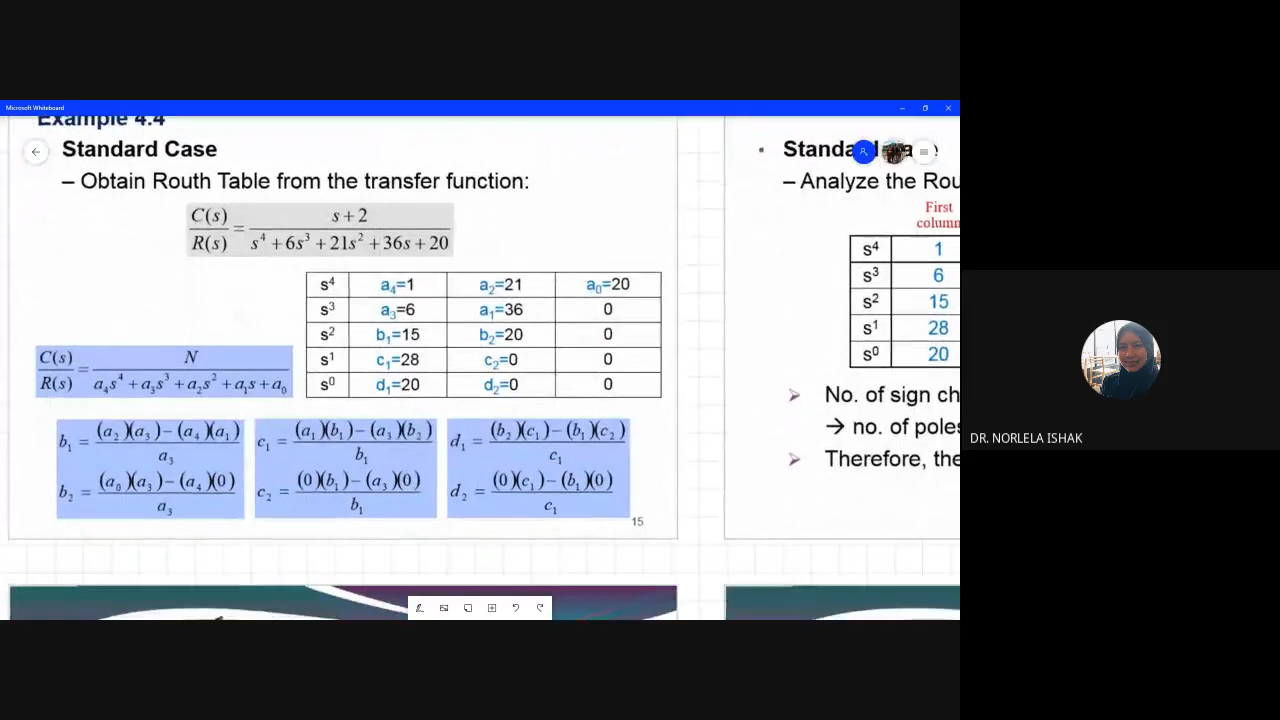 Microsoft Whiteboard
Example 4.4
Standard Case
– Obtain Routh Table from the transfer function:
C(s)/R(s) = (s+2)/(s⁴+6s³+21s²+36s+20)
s⁴ a₄=1 a₂=21 a₀=20
s³ a₃=6 a₁=36 0
s² b₁=15 b₂=20 0
s¹ c₁=28 c₂=0 0
s⁰ d₁=20 d₂=0 0
C(s)/R(s) = N/(a₄s⁴+a₃s³+a₂s²+a₁s+a₀)
b₁ = ((a₂)(a₃)−(a₄)(a₁))/a₃
b₂ = ((a₀)(a₃)−(a₄)(0))/a₃
c₁ = ((a₁)(b₁)−(a₃)(b₂))/b₁
c₂ = ((0)(b₁)−(a₃)(0))/b₁
d₁ = ((b₂)(c₁)−(b₁)(c₂))/c₁
d₂ = ((0)(c₁)−(b₁)(0))/c₁
15
– Analyze the Rou
First
column
s⁴ 1
s³ 6
s² 15
s¹ 28
s⁰ 20
➢ No. of sign ch
→ no. of poles
➢ Therefore, the
DR. NORLELA ISHAK